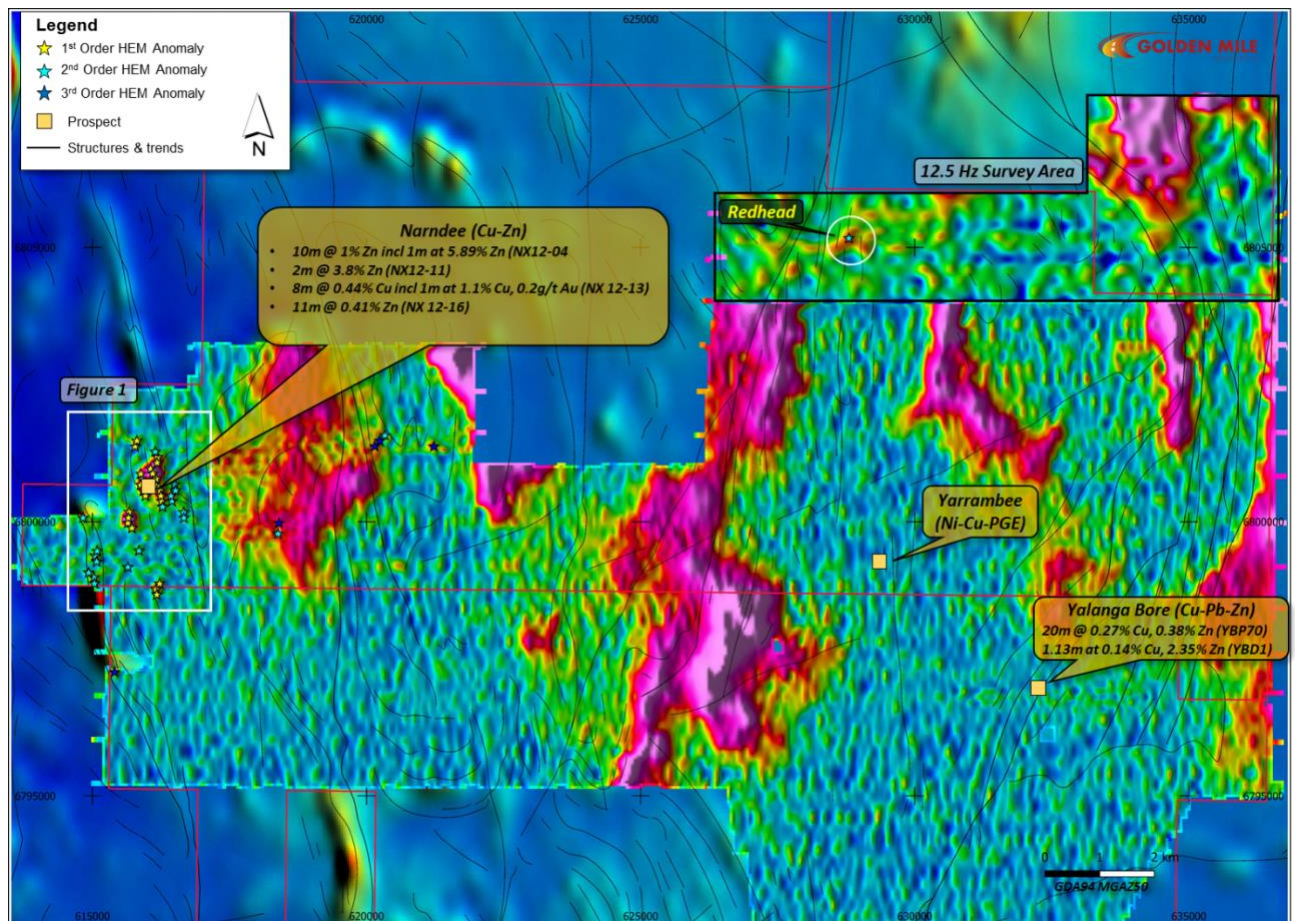 620000
625000
630000
635000
Legend
1st Order HEM Anomaly
2nd Order HEM Anomaly
3rd Order HEM Anomaly
Prospect
Structures & trends
N
GOLDEN MILE
12.5 Hz Survey Area
Redhead
6805000
6805000
Narndee (Cu-Zn)
• 10m @ 1% Zn incl 1m at 5.89% Zn (NX12-04
• 2m @ 3.8% Zn (NX12-11)
• 8m @ 0.44% Cu incl 1m at 1.1% Cu, 0.2g/t Au (NX 12-13)
• 11m @ 0.41% Zn (NX 12-16)
Figure 1
Yarrambee
(Ni-Cu-PGE)
6800000
6800000
Yalanga Bore (Cu-Pb-Zn)
20m @ 0.27% Cu, 0.38% Zn (YBP70)
1.13m at 0.14% Cu, 2.35% Zn (YBD1)
6795000
6795000
0 1 2 km
GDA94 MGAZ50
615000
620000
625000
630000
635000